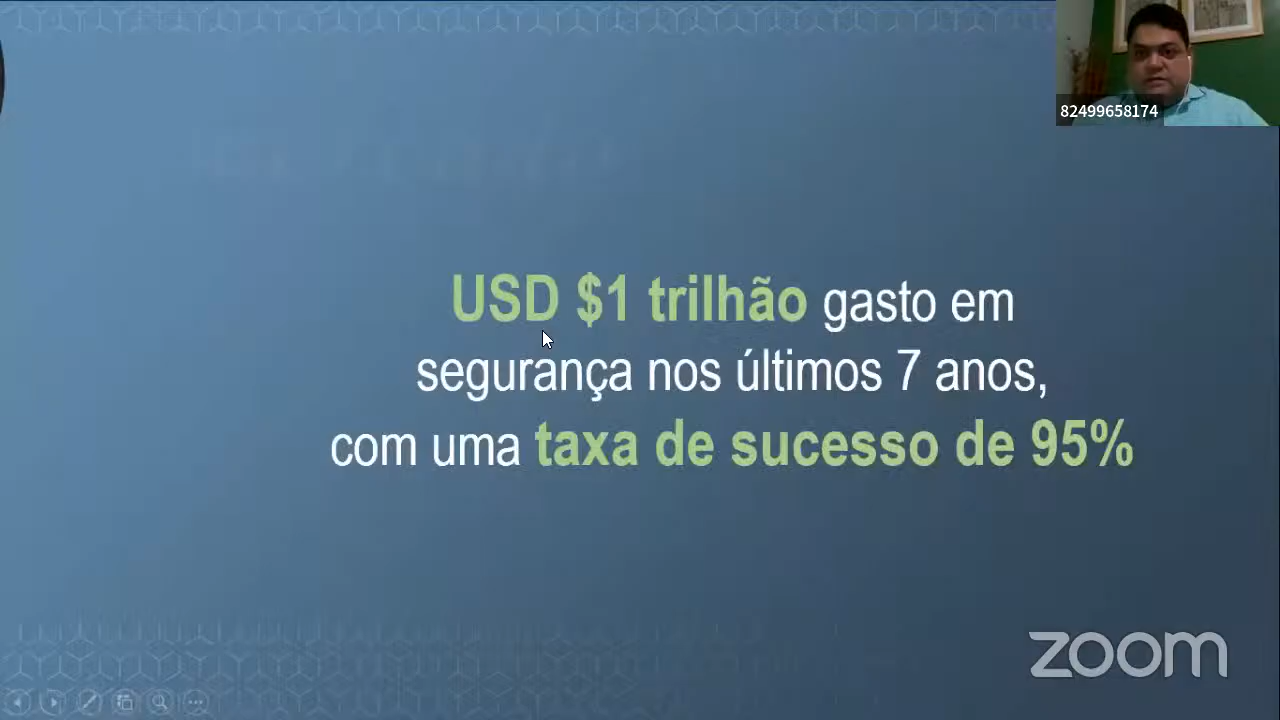 82499658174
USD $1 trilhão gasto em
segurança nos últimos 7 anos,
com uma taxa de sucesso de 95%
zoom